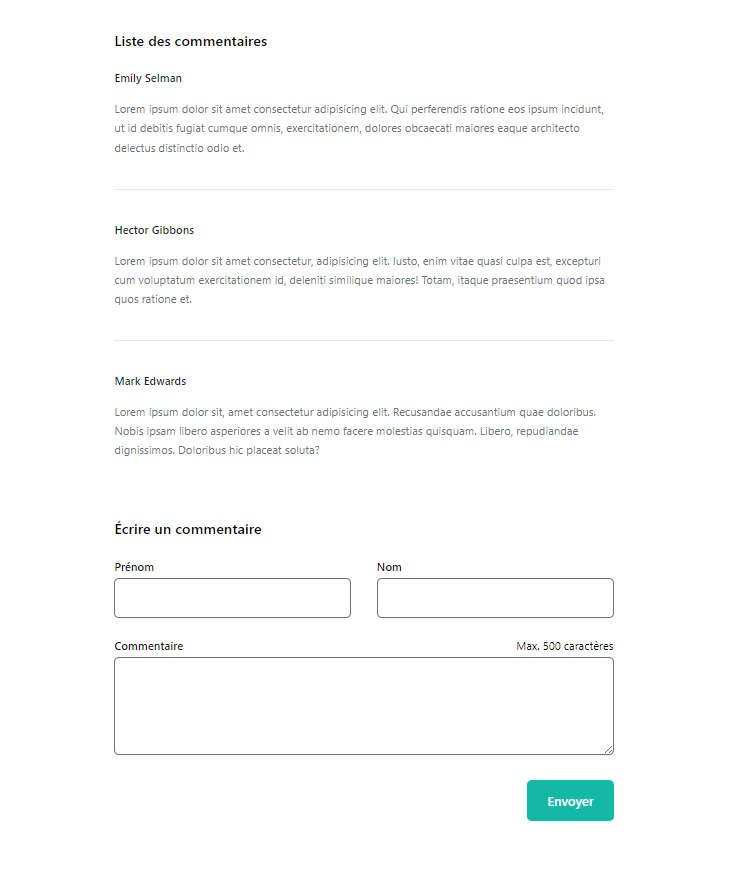 Liste des commentaires
Emily Selman
Lorem ipsum dolor sit amet consectetur adipisicing elit. Qui perferendis ratione eos ipsum incidunt,
ut id debitis fugiat cumque omnis, exercitationem, dolores obcaecati maiores eaque architecto
delectus distinctio odio et.
Hector Gibbons
Lorem ipsum dolor sit amet consectetur, adipisicing elit. Iusto, enim vitae quasi culpa est, excepturi
cum voluptatum exercitationem id, deleniti similique maiores! Totam, itaque praesentium quod ipsa
quos ratione et.
Mark Edwards
Lorem ipsum dolor sit, amet consectetur adipisicing elit. Recusandae accusantium quae doloribus.
Nobis ipsam libero asperiores a velit ab nemo facere molestias quisquam. Libero, repudiandae
dignissimos. Doloribus hic placeat soluta?
Écrire un commentaire
Prénom Nom
Commentaire Max. 500 caractères
Envoyer